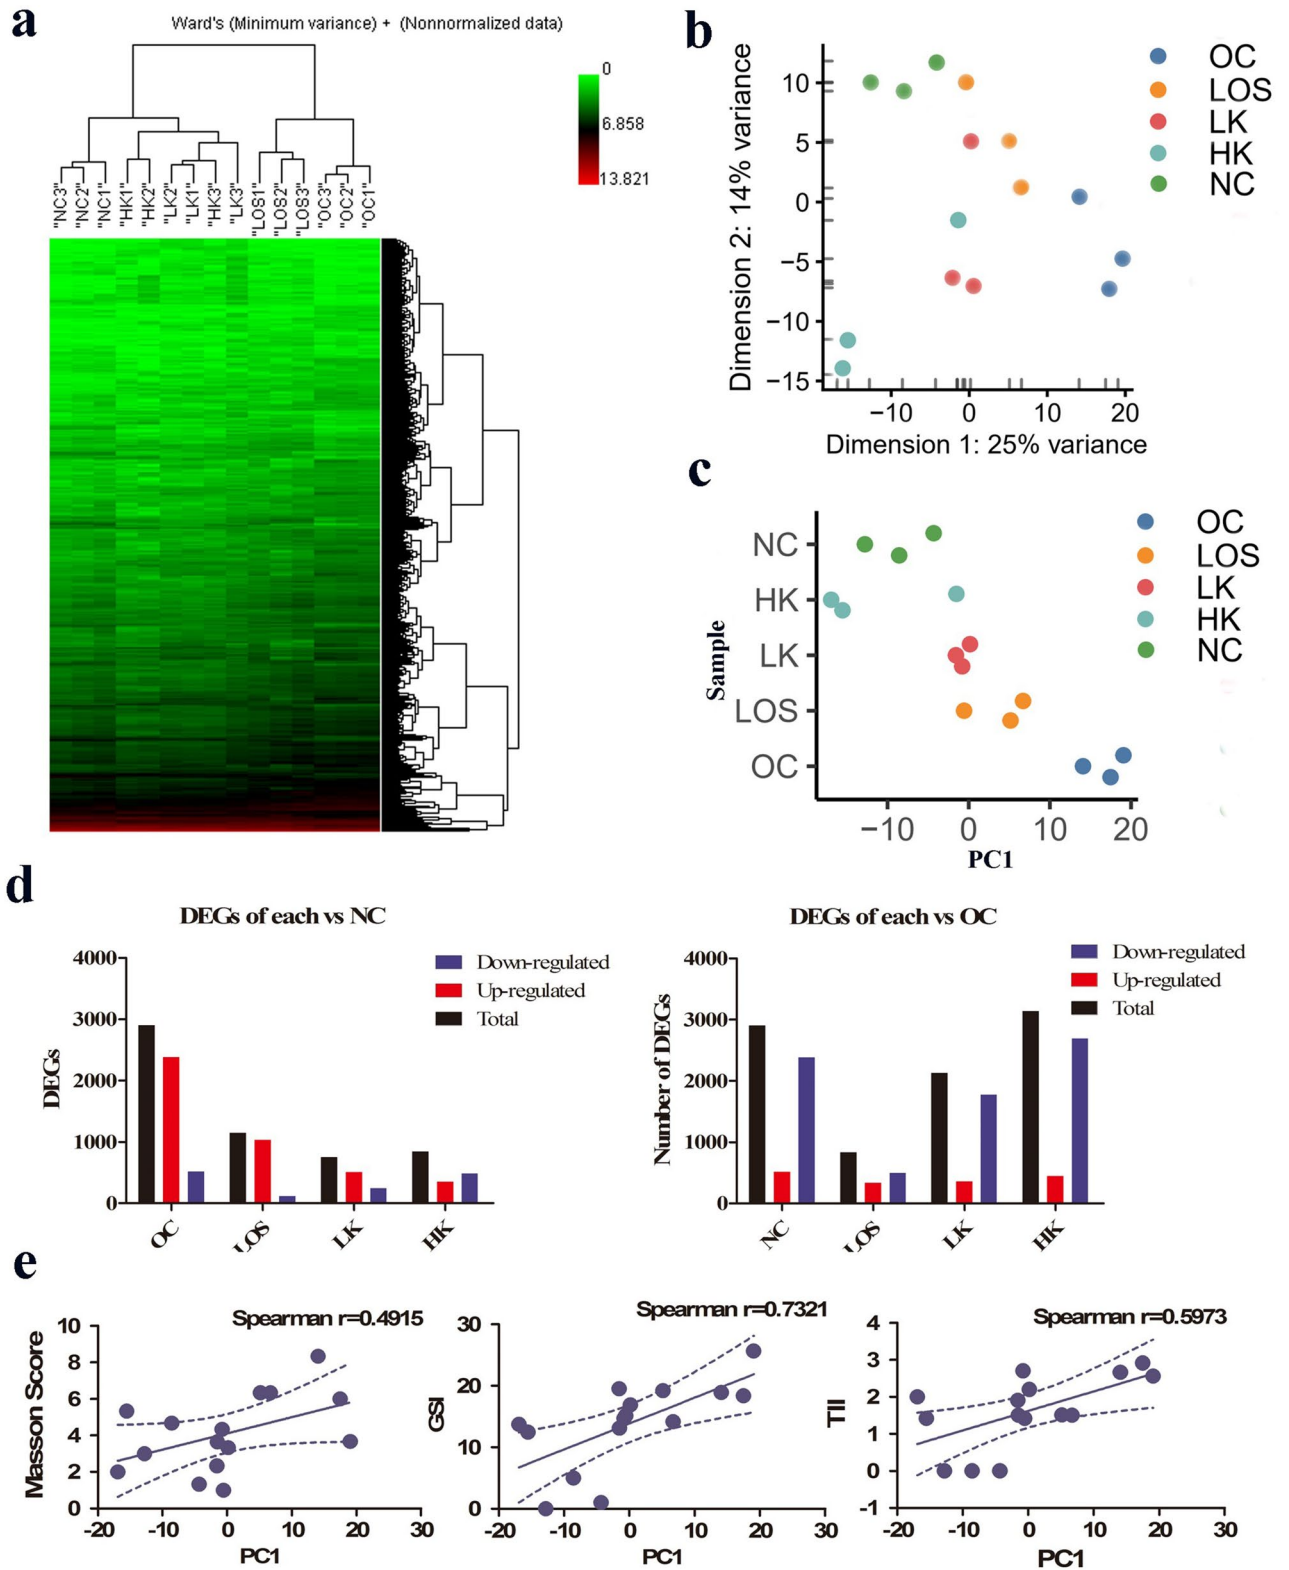 a
Ward's (Minimum variance) + (Nonnormalized data)
0
6.858
13.821
"NC3" "NC2" "NC1" "HK1" "HK2" "LK2" "LK1" "HK3" "LK3" "LOS1" "LOS2" "LOS3" "OC3" "OC2" "OC1"
b
Dimension 2: 14% variance
10
5
0
−5
−10
−15
−10 0 10 20
Dimension 1: 25% variance
OC
LOS
LK
HK
NC
c
Sample
NC
HK
LK
LOS
OC
−10 0 10 20
PC1
OC
LOS
LK
HK
NC
d
DEGs of each vs NC
DEGs
4000
3000
2000
1000
0
OC LOS LK HK
Down-regulated
Up-regulated
Total
DEGs of each vs OC
Number of DEGs
4000
3000
2000
1000
0
NC LOS LK HK
Down-regulated
Up-regulated
Total
e
Spearman r=0.4915
Masson Score
10
8
6
4
2
0
-20 -10 0 10 20 30
PC1
Spearman r=0.7321
GSI
30
20
10
0
-20 -10 0 10 20 30
PC1
Spearman r=0.5973
TII
4
3
2
1
0
-1
-20 -10 0 10 20 30
PC1